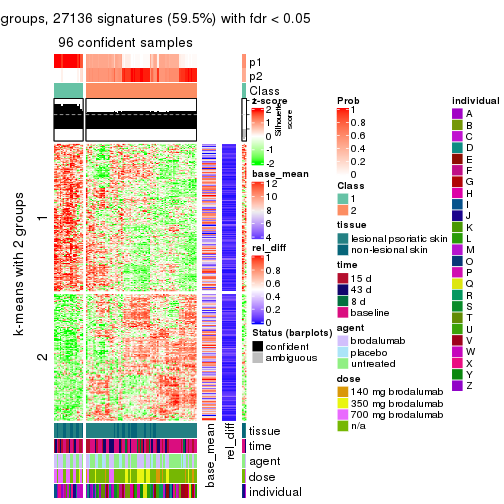 groups, 27136 signatures (59.5%) with fdr < 0.05
96 confident samples
p1
p2
Class
Silhouette score
1
2
k-means with 2 groups
base_mean
rel_diff
tissue
time
agent
dose
individual
z-score
2
1
0
-1
-2
base_mean
12
10
8
6
4
rel_diff
1
0.8
0.6
0.4
0.2
0
Status (barplots)
confident
ambiguous
Prob
1
0.8
0.6
0.4
0.2
0
Class
1
2
tissue
lesional psoriatic skin
non-lesional skin
time
15 d
43 d
8 d
baseline
agent
brodalumab
placebo
untreated
dose
140 mg brodalumab
350 mg brodalumab
700 mg brodalumab
n/a
individual
A
B
C
D
E
F
G
H
I
J
K
L
M
O
P
Q
R
S
T
U
V
W
X
Y
Z